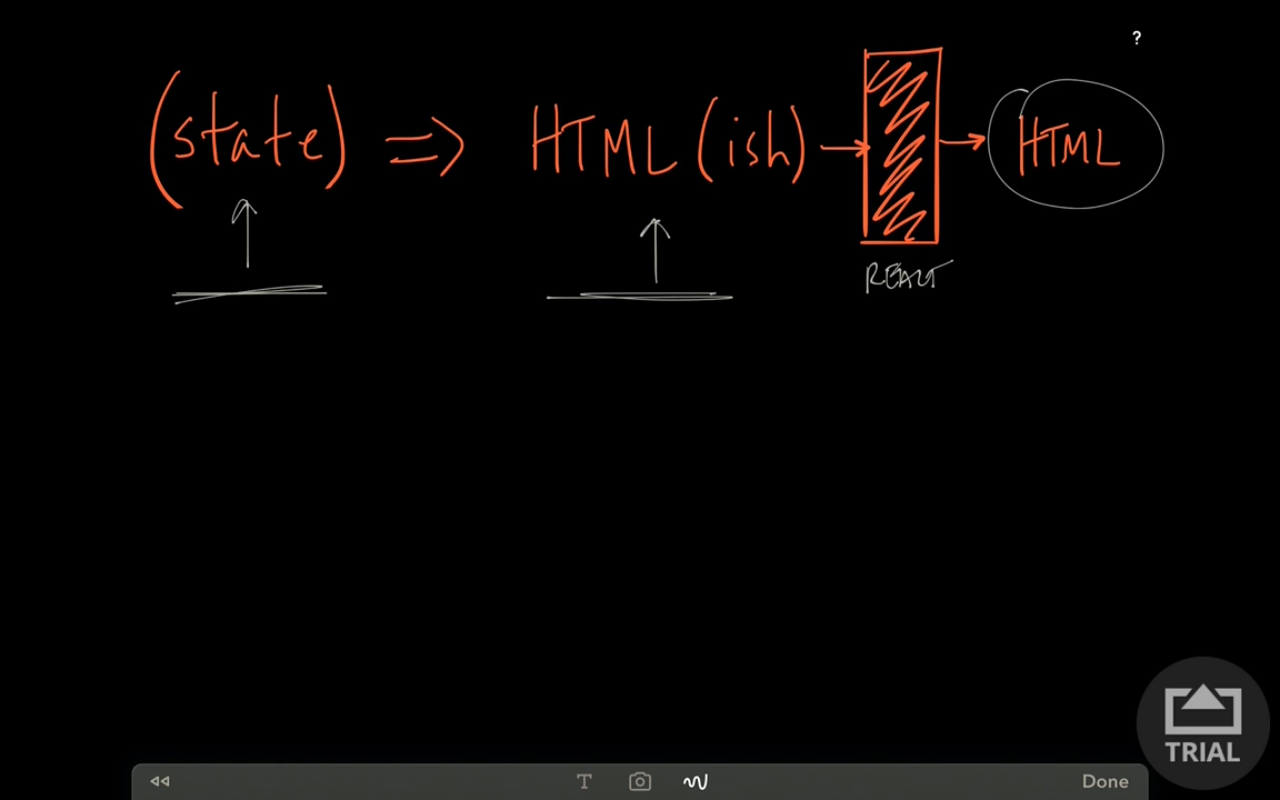 ?
(state) => HTML (ish) → → HTML
REACT
TRIAL
Done
T